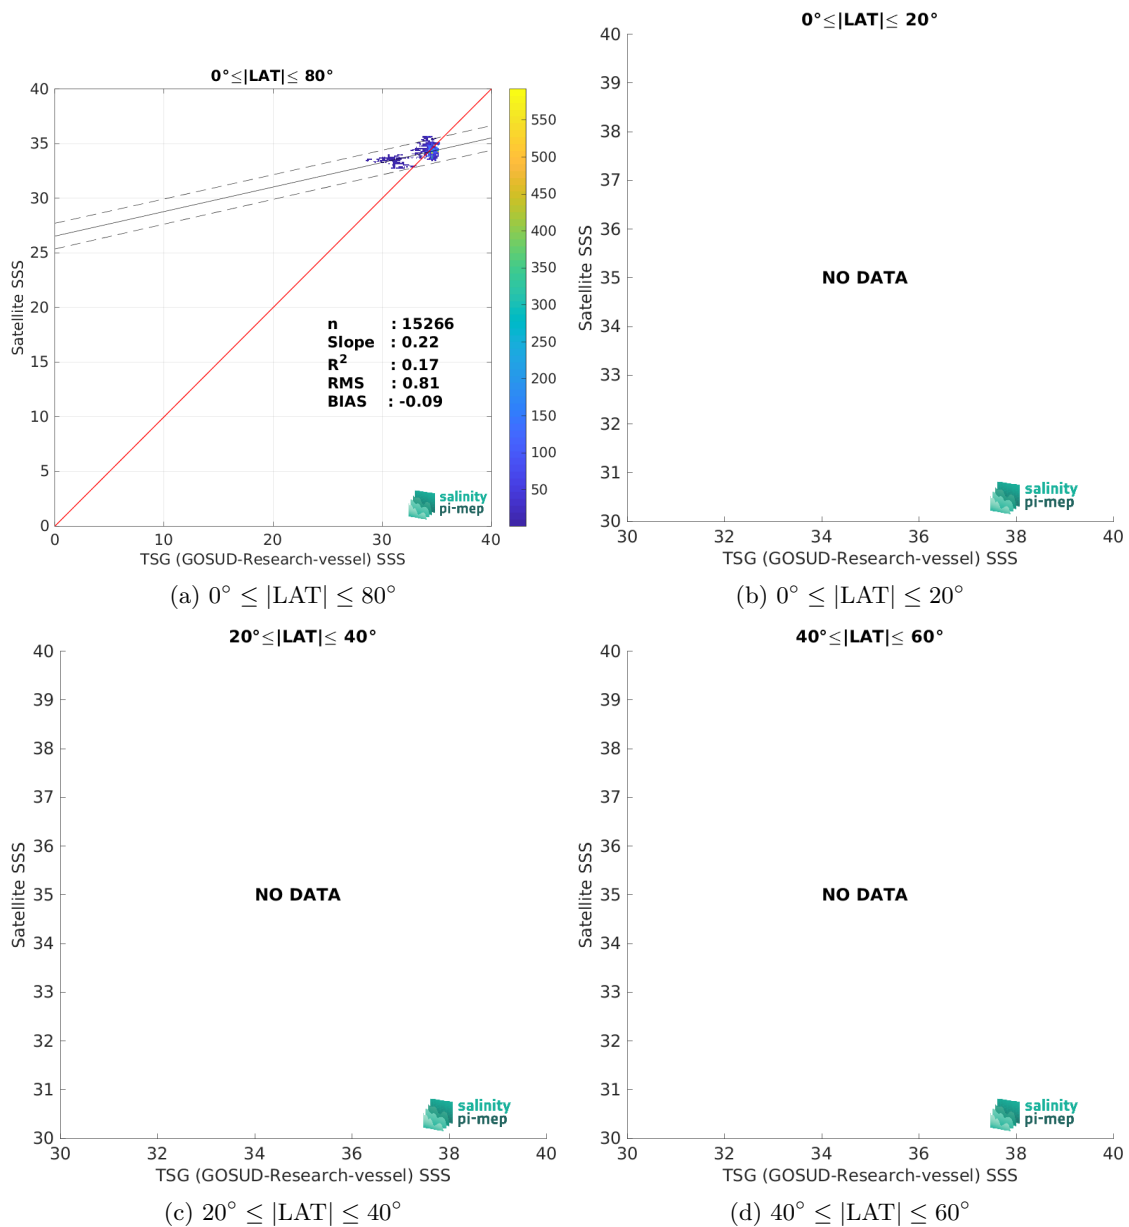 0°≤|LAT|≤ 80°
40
35
30
25
20
15
10
5
0
Satellite SSS
0
10
20
30
40
TSG (GOSUD-Research-vessel) SSS
550
500
450
400
350
300
250
200
150
100
50
n : 15266
Slope : 0.22
R² : 0.17
RMS : 0.81
BIAS : -0.09
salinity
pi-mep
(a) 0° ≤ |LAT| ≤ 80°
0°≤|LAT|≤ 20°
40
39
38
37
36
35
34
33
32
31
30
Satellite SSS
NO DATA
salinity
pi-mep
30
32
34
36
38
40
TSG (GOSUD-Research-vessel) SSS
(b) 0° ≤ |LAT| ≤ 20°
20°≤|LAT|≤ 40°
40
39
38
37
36
35
34
33
32
31
30
Satellite SSS
NO DATA
salinity
pi-mep
30
32
34
36
38
40
TSG (GOSUD-Research-vessel) SSS
(c) 20° ≤ |LAT| ≤ 40°
40°≤|LAT|≤ 60°
40
39
38
37
36
35
34
33
32
31
30
Satellite SSS
NO DATA
salinity
pi-mep
30
32
34
36
38
40
TSG (GOSUD-Research-vessel) SSS
(d) 40° ≤ |LAT| ≤ 60°